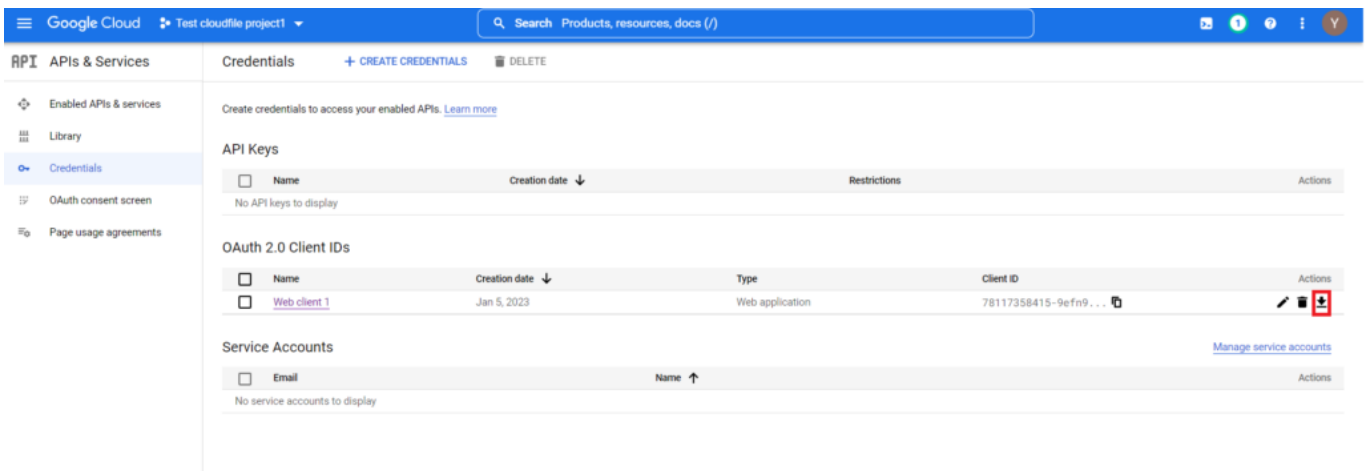 Google Cloud Test cloudfile project1 Search Products, resources, docs (/) 1 ? Y
API APIs & Services Credentials + CREATE CREDENTIALS DELETE
Enabled APIs & services
Library
Credentials
OAuth consent screen
Page usage agreements
Create credentials to access your enabled APIs. Learn more
API Keys
Name Creation date Restrictions Actions
No API keys to display
OAuth 2.0 Client IDs
Name Creation date Type Client ID Actions
Web client 1 Jan 5, 2023 Web application 78117358415-9efn9...
Service Accounts Manage service accounts
Email Name Actions
No service accounts to display